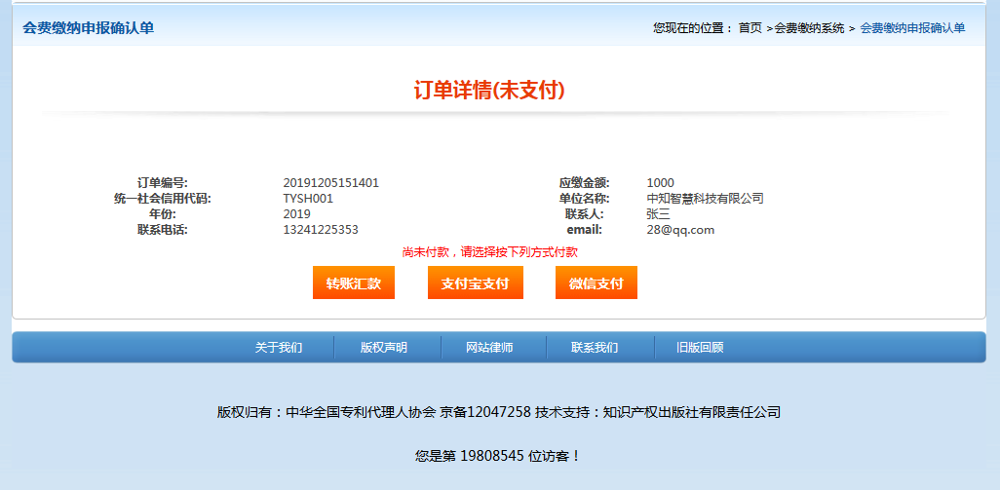 会费缴纳申报确认单 您现在的位置： 首页 >会费缴纳系统 > 会费缴纳申报确认单
订单详情(未支付)
订单编号: 20191205151401 应缴金额: 1000
统一社会信用代码: TYSH001 单位名称: 中知智慧科技有限公司
年份: 2019 联系人: 张三
联系电话: 13241225353 email: 28@qq.com
尚未付款，请选择按下列方式付款
转账汇款 支付宝支付 微信支付
关于我们 版权声明 网站律师 联系我们 旧版回顾
版权归有：中华全国专利代理人协会 京备12047258 技术支持：知识产权出版社有限责任公司
您是第 19808545 位访客！